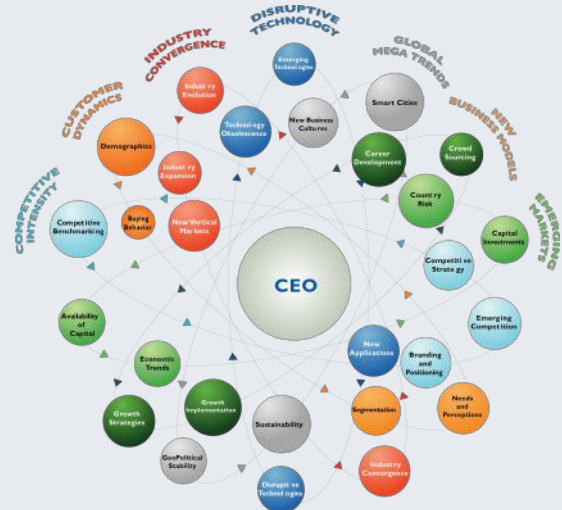 DISRUPTIVE
TECHNOLOGY
INDUSTRY
CONVERGENCE
GLOBAL
MEGA TRENDS
CUSTOMER
DYNAMICS
NEW
BUSINESS MODELS
COMPETITIVE
INTENSITY
EMERGING
MARKETS
Emerging
Technologies
Industry
Evolution
Smart Cities
Technology
Obsolescence
New Business
Cultures
Demographics
Career
Development
Crowd
Sourcing
Industry
Expansion
Country
Risk
Competitive
Benchmarking
Buying
Behavior
New Vertical
Markets
Capital
Investments
Competitive
Strategy
CEO
Availability
of
Capital
Emerging
Competition
Economic
Trends
New
Applications
Branding
and
Positioning
Growth
Strategies
Growth
Implementation
Sustainability
Segmentation
Needs
and
Perceptions
GeoPolitical
Stability
Industry
Convergence
Disruptive
Technologies